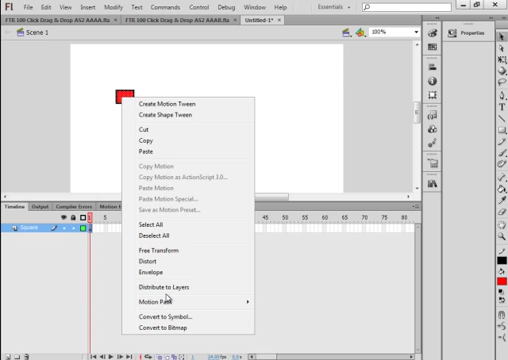 Fl File Edit View Insert Modify Text Commands Control Debug Window Help Essentials
FTE 100 Click Drag & Drop AS2 AAAA.fla FTE 100 Click Drag & Drop AS2 AAAR.fla Untitled-1*
Scene 1 100%
Properties
Create Motion Tween
Create Shape Tween
Cut
Copy
Paste
Copy Motion
Copy Motion as ActionScript 3.0...
Paste Motion
Paste Motion Special...
Save as Motion Preset...
Select All
Deselect All
Free Transform
Distort
Envelope
Distribute to Layers
Motion Path
Convert to Symbol...
Convert to Bitmap
Timeline Output Compiler Errors Motion E
1 5 45 50 55 60 65 70 75 80
Square